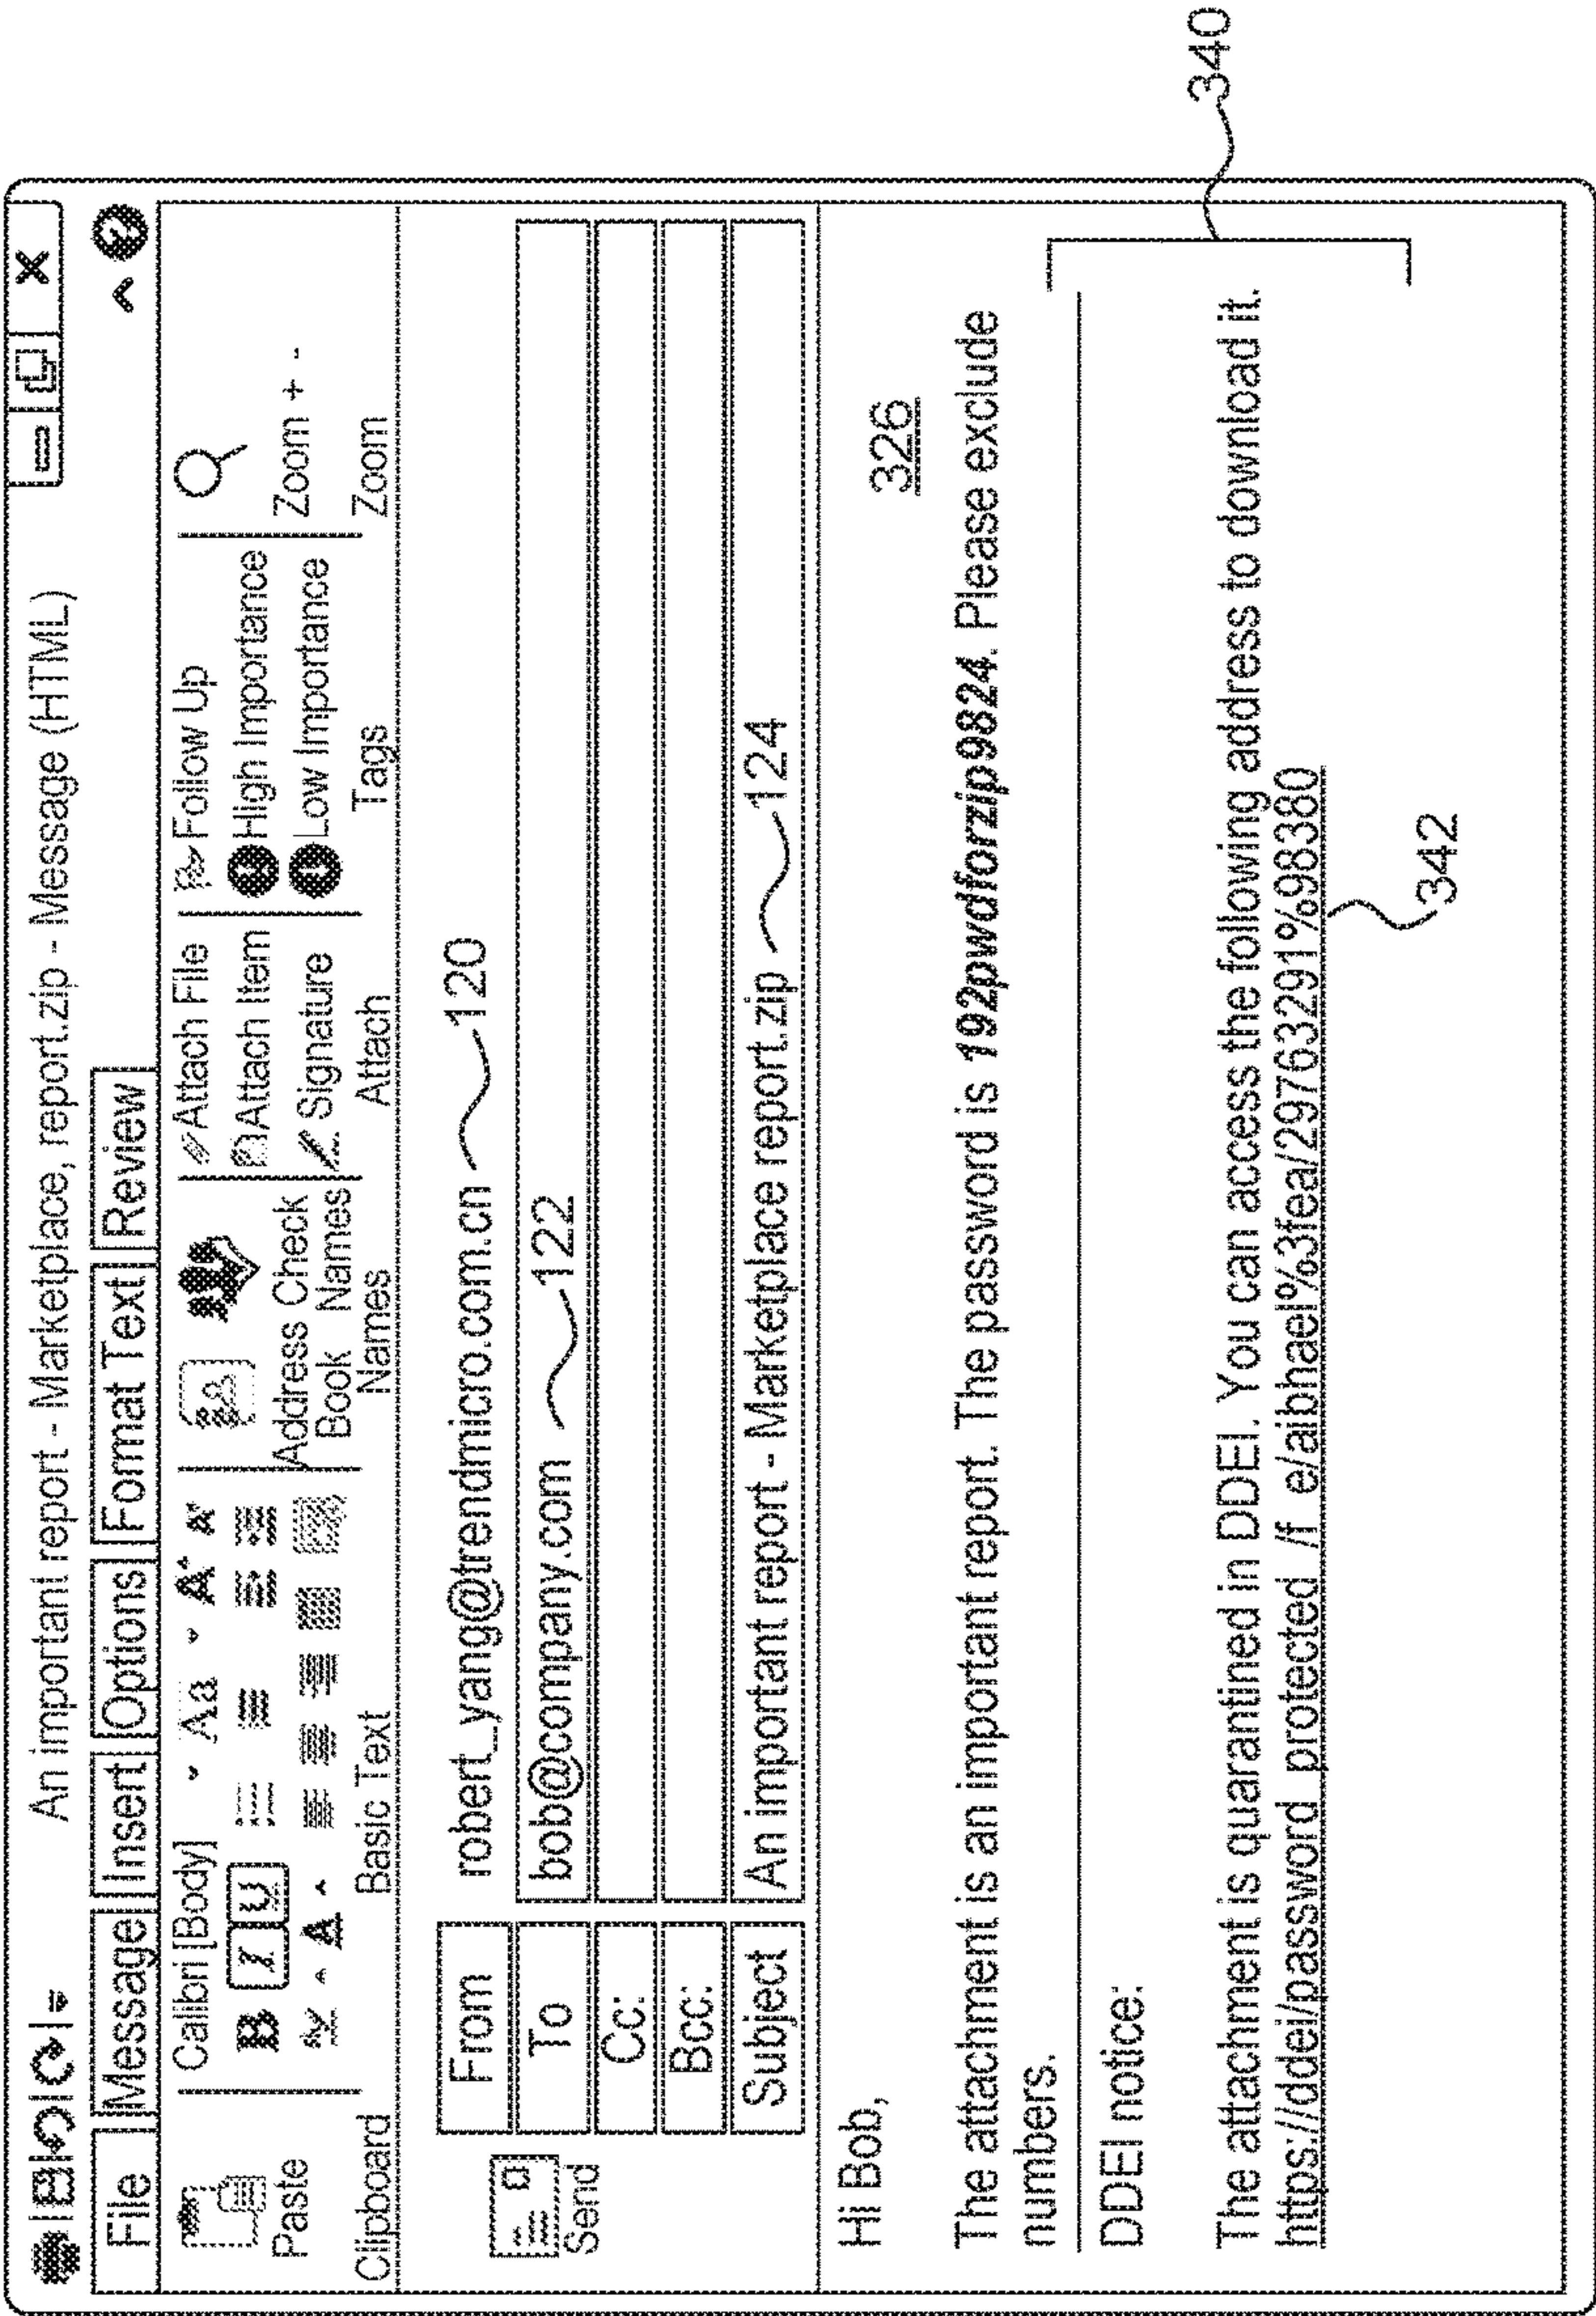 An important report - Marketplace, report.zip - Message (HTML)
File Message Insert Options Format Text Review
Paste
Clipboard
Calibri [Body] Aa A A
B I U
A
Basic Text
Address Book
Check Names
Names
Attach File
Attach Item
Signature
Attach
Follow Up
High Importance
Low Importance
Tags
Zoom + -
Zoom
Send
From robert_yang@trendmicro.com.cn 120
To bob@company.com 122
Cc:
Bcc:
Subject An important report - Marketplace report.zip 124
Hi Bob,
326
The attachment is an important report. The password is 192pwdforzip9824. Please exclude
numbers.
DDEI notice:
The attachment is quarantined in DDEI. You can access the following address to download it.
https://ddei/password_protected_/f_e/aibhael%3fea/29763291%98380
340
342